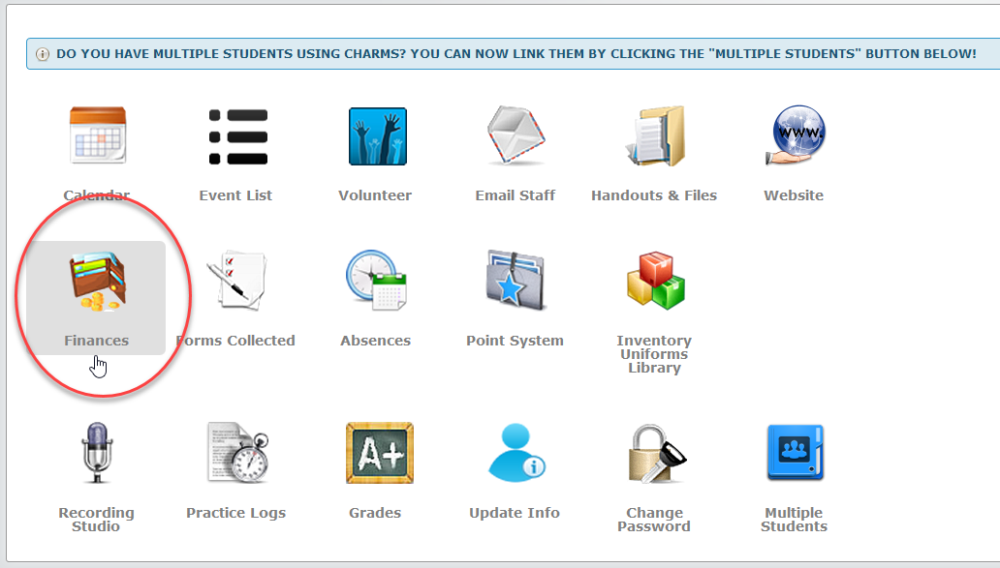 DO YOU HAVE MULTIPLE STUDENTS USING CHARMS? YOU CAN NOW LINK THEM BY CLICKING THE "MULTIPLE STUDENTS" BUTTON BELOW!
WWW.
Calendar Event List Volunteer Email Staff Handouts & Files Website
Finances Forms Collected Absences Point System Inventory
Uniforms
Library
A+
Recording Practice Logs Grades Update Info Change Multiple
Studio Password Students